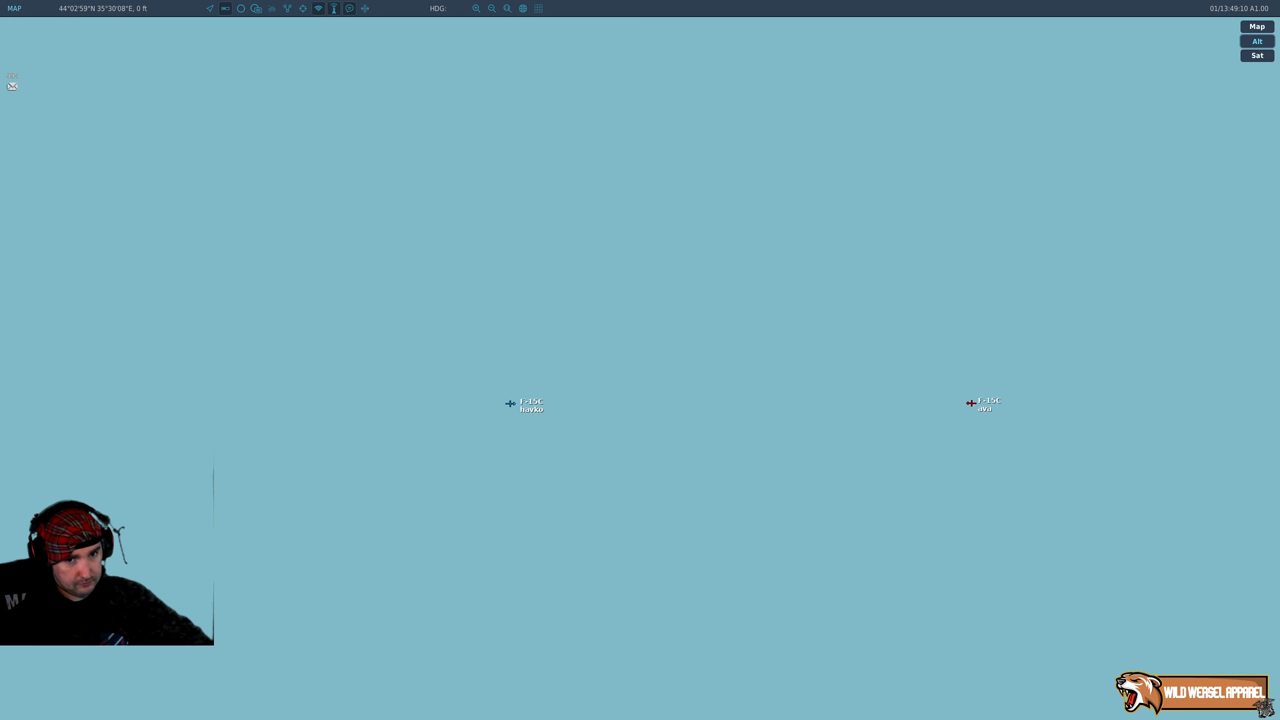 MAP 44°02'59"N 35°30'08"E, 0 ft HDG: 01/13:49:10 A1.00
Map
Alt
Sat
F-15C
havko
F-15C
ava
WILD WEASEL APPAREL